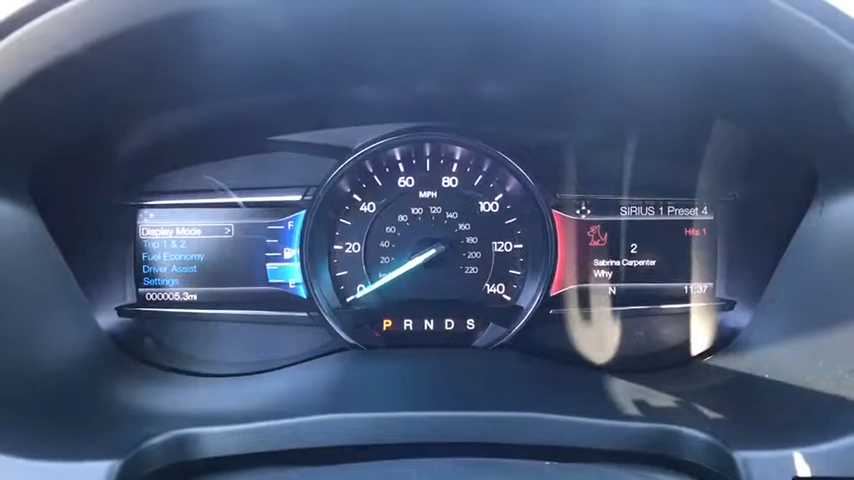 Display Mode >
Trip 1 & 2
Fuel Economy
Driver Assist
Settings
000005.3mi
F
E
MPH
0 20 40 60 80 100 120 140
20 40 60 80 100 120 140 160 180 200 220
P R N D S
SIRIUS 1 Preset 4
Hits 1
2
Sabrina Carpenter
Why
N
11:37